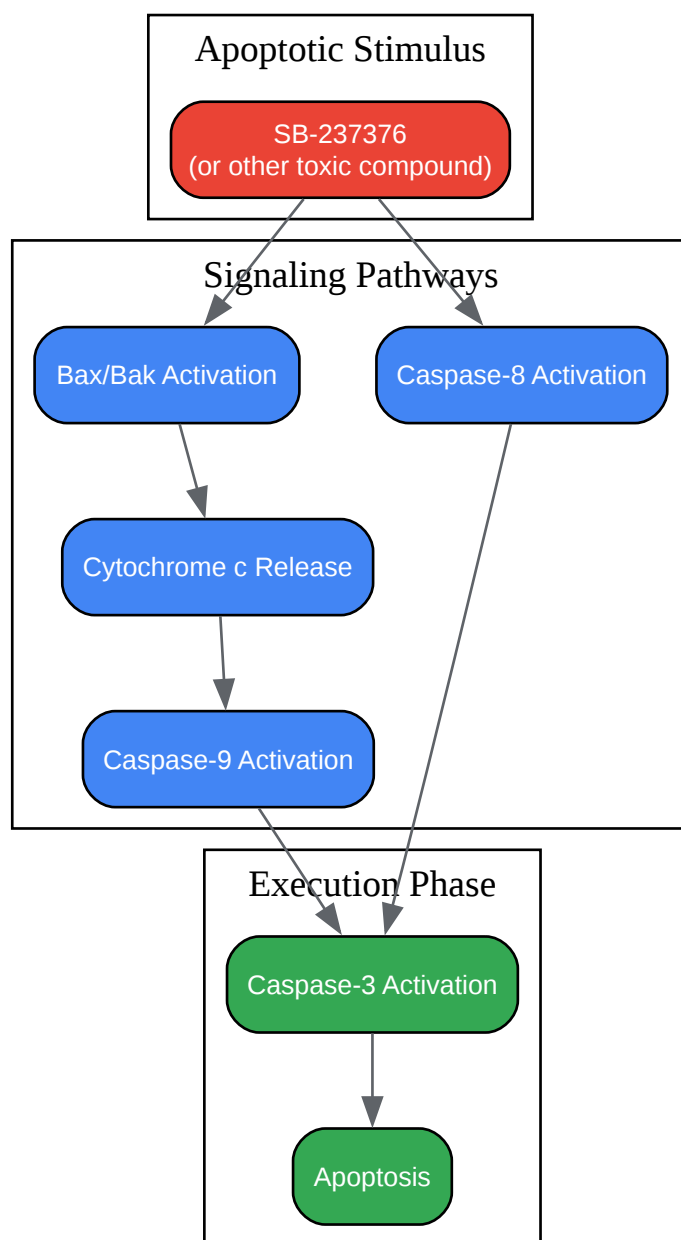 Apoptotic Stimulus
SB-237376
(or other toxic compound)
Signaling Pathways
Bax/Bak Activation
Caspase-8 Activation
Cytochrome c Release
Caspase-9 Activation
Execution Phase
Caspase-3 Activation
Apoptosis